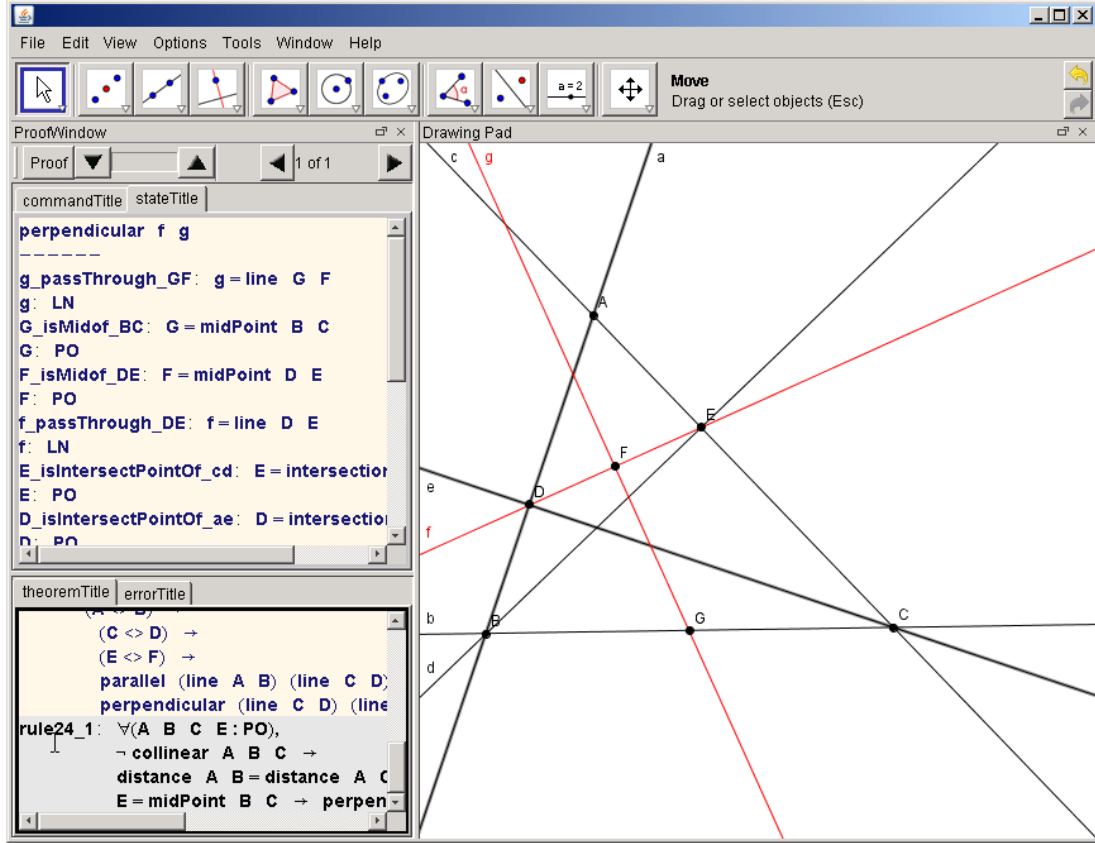 File Edit View Options Tools Window Help
α
a = 2
Move
Drag or select objects (Esc)
ProofWindow
Drawing Pad
Proof
1 of 1
commandTitle
stateTitle
perpendicular f g
------
g_passThrough_GF: g = line G F
g: LN
G_isMidof_BC: G = midPoint B C
G: PO
F_isMidof_DE: F = midPoint D E
F: PO
f_passThrough_DE: f = line D E
f: LN
E_isIntersectPointOf_cd: E = intersection
E: PO
D_isIntersectPointOf_ae: D = intersection
D: PO
theoremTitle
errorTitle
(A <> B) →
(C <> D) →
(E <> F) →
parallel (line A B) (line C D)
perpendicular (line C D) (line
rule24_1: ∀(A B C E : PO),
¬ collinear A B C →
distance A B = distance A C
E = midPoint B C → perpen
c
g
a
A
E
F
e
D
f
b
B
G
C
d